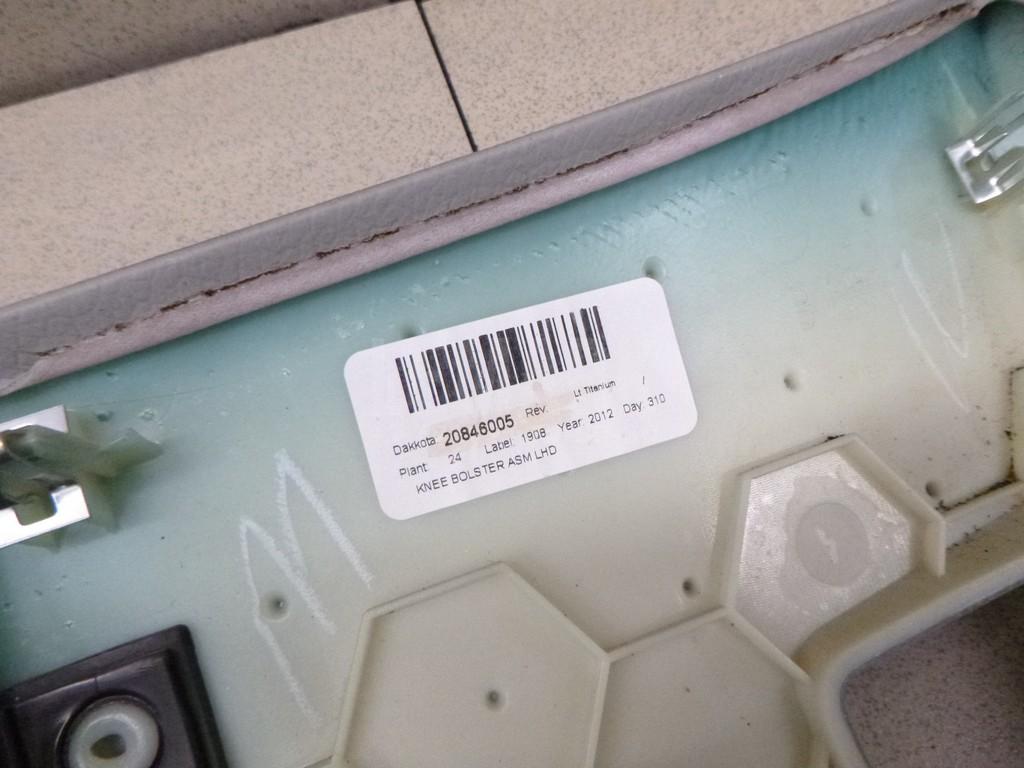 Dakkota 20846005 Rev: Lt Titanium /
Plant: 24 Label: 1908 Year: 2012 Day: 310
KNEE BOLSTER ASM LHD
M